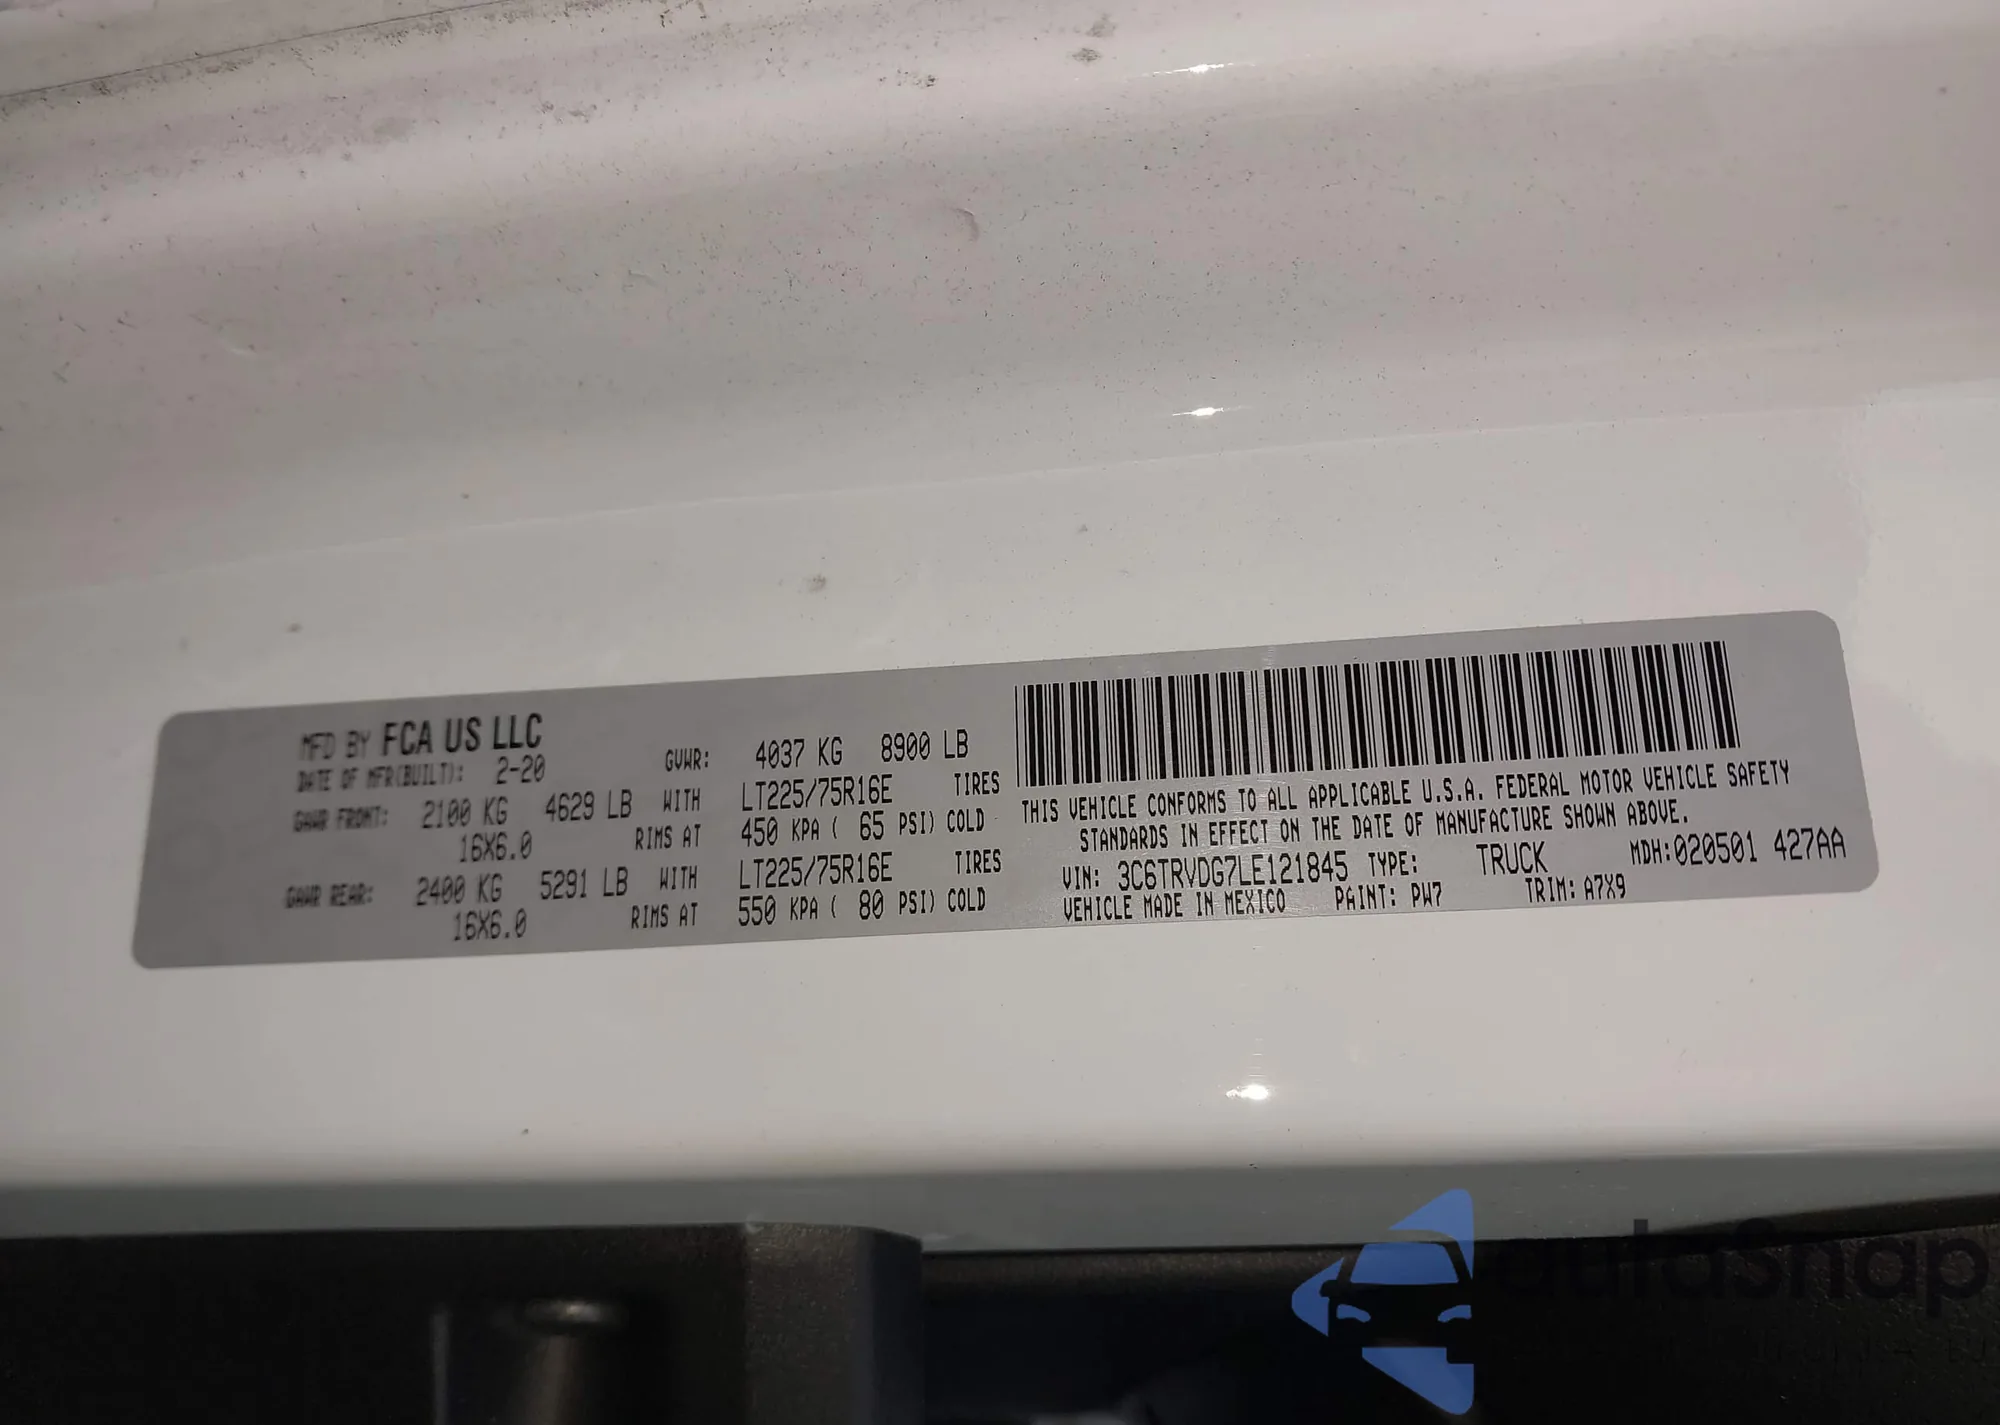 MFD BY FCA US LLC
DATE OF MFR(BUILT): 2-20
GVWR: 4037 KG 8900 LB
GAWR FRONT: 2100 KG 4629 LB WITH LT225/75R16E TIRES
16X6.0 RIMS AT 450 KPA ( 65 PSI) COLD
GAWR REAR: 2400 KG 5291 LB WITH LT225/75R16E TIRES
16X6.0 RIMS AT 550 KPA ( 80 PSI) COLD
THIS VEHICLE CONFORMS TO ALL APPLICABLE U.S.A. FEDERAL MOTOR VEHICLE SAFETY
STANDARDS IN EFFECT ON THE DATE OF MANUFACTURE SHOWN ABOVE.
VIN: 3C6TRVDG7LE121845 TYPE: TRUCK MDH:020501 427AA
VEHICLE MADE IN MEXICO PAINT: PW7 TRIM: A7X9
autaSnap